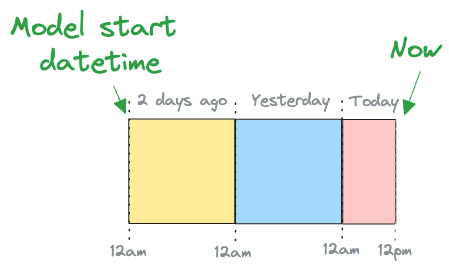 Model start
datetime
Now
2 days ago
Yesterday
Today
12am
12am
12am
12pm